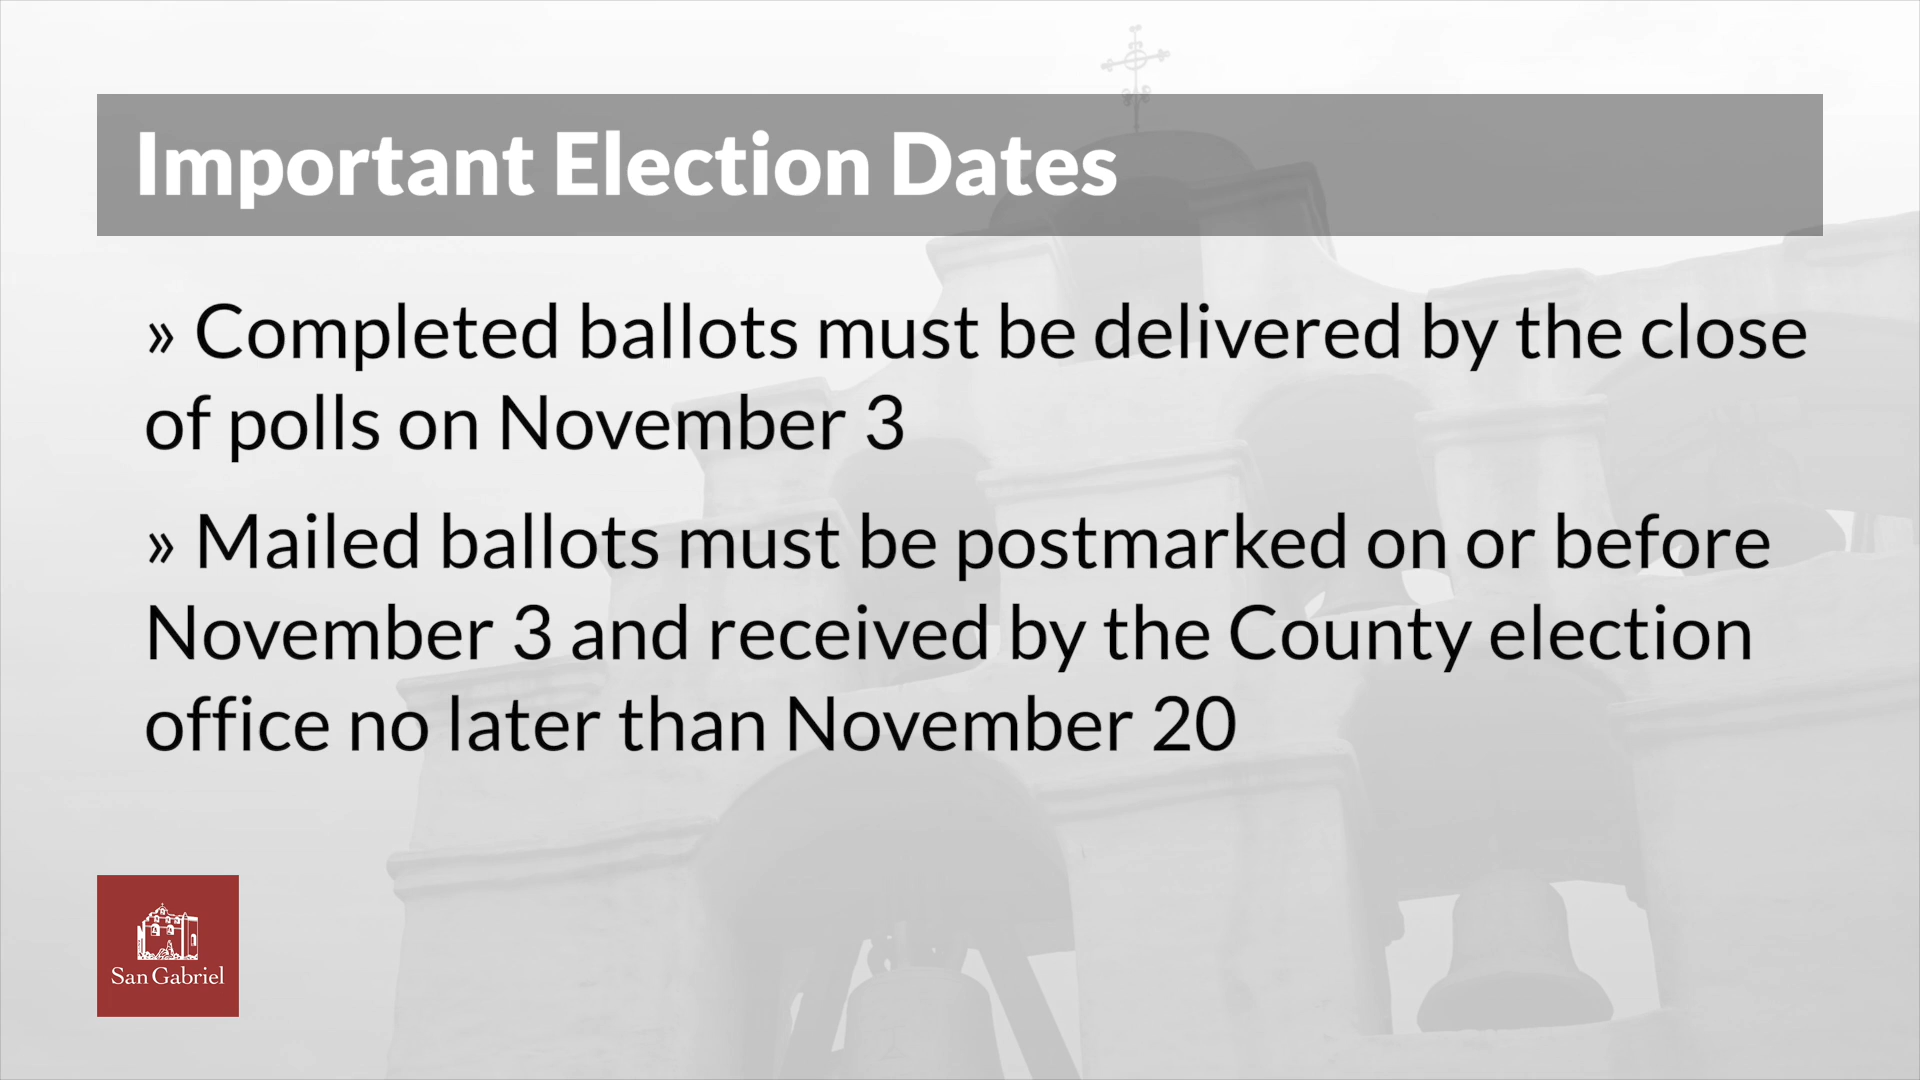 Important Election Dates
» Completed ballots must be delivered by the close
of polls on November 3
» Mailed ballots must be postmarked on or before
November 3 and received by the County election
office no later than November 20
San Gabriel